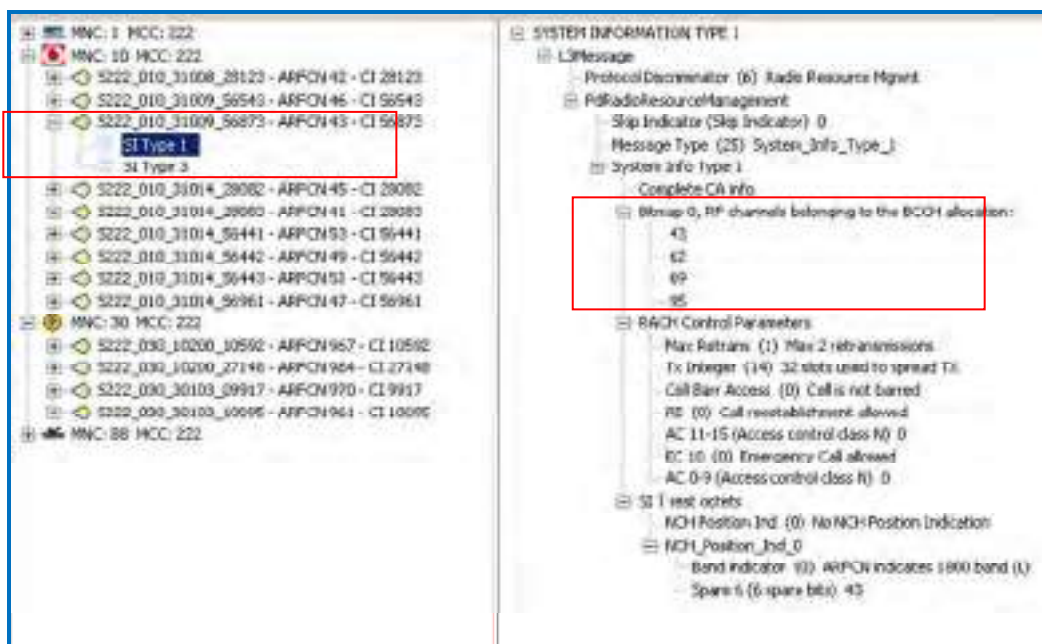 MNC: 1 MCC: 222
MNC: 10 MCC: 222
S222_010_31008_28123 - ARFCN 42 - CI 28123
S222_010_31009_56543 - ARFCN 46 - CI 56543
S222_010_31009_56873 - ARFCN 43 - CI 56873
SI Type 1
SI Type 3
S222_010_31014_28082 - ARFCN 45 - CI 28082
S222_010_31014_28083 - ARFCN 41 - CI 28083
S222_010_31014_56441 - ARFCN 53 - CI 56441
S222_010_31014_56442 - ARFCN 49 - CI 56442
S222_010_31014_56443 - ARFCN 52 - CI 56443
S222_010_31014_56961 - ARFCN 47 - CI 56961
MNC: 30 MCC: 222
S222_030_10200_10592 - ARFCN 967 - CI 10592
S222_030_10200_27148 - ARFCN 984 - CI 27148
S222_030_30103_09917 - ARFCN 970 - CI 9917
S222_030_30103_10095 - ARFCN 961 - CI 10095
MNC: 88 MCC: 222
SYSTEM INFORMATION TYPE 1
L3Message
Protocol Discriminator (6) Radio Resource Mgmnt
PdRadioResourceManagement
Skip Indicator (Skip Indicator) 0
Message Type (25) System_Info_Type_1
System Info Type 1
Complete CA info
Bitmap 0, RF channels belonging to the BCCH allocation:
43
62
69
95
RACH Control Parameters
Max Retrans (1) Max 2 retransmissions
Tx Integer (14) 32 slots used to spread TX
Call Barr Access (0) Cell is not barred
RE (0) Call reestablishment allowed
AC 11-15 (Access control class N) 0
EC 10 (0) Emergency Call allowed
AC 0-9 (Access control class N) 0
SI 1 rest octets
NCH Position Ind (0) No NCH Position Indication
NCH_Position_Ind_0
Band indicator (0) ARFCN indicates 1800 band (L)
Spare 6 (6 spare bits) 43